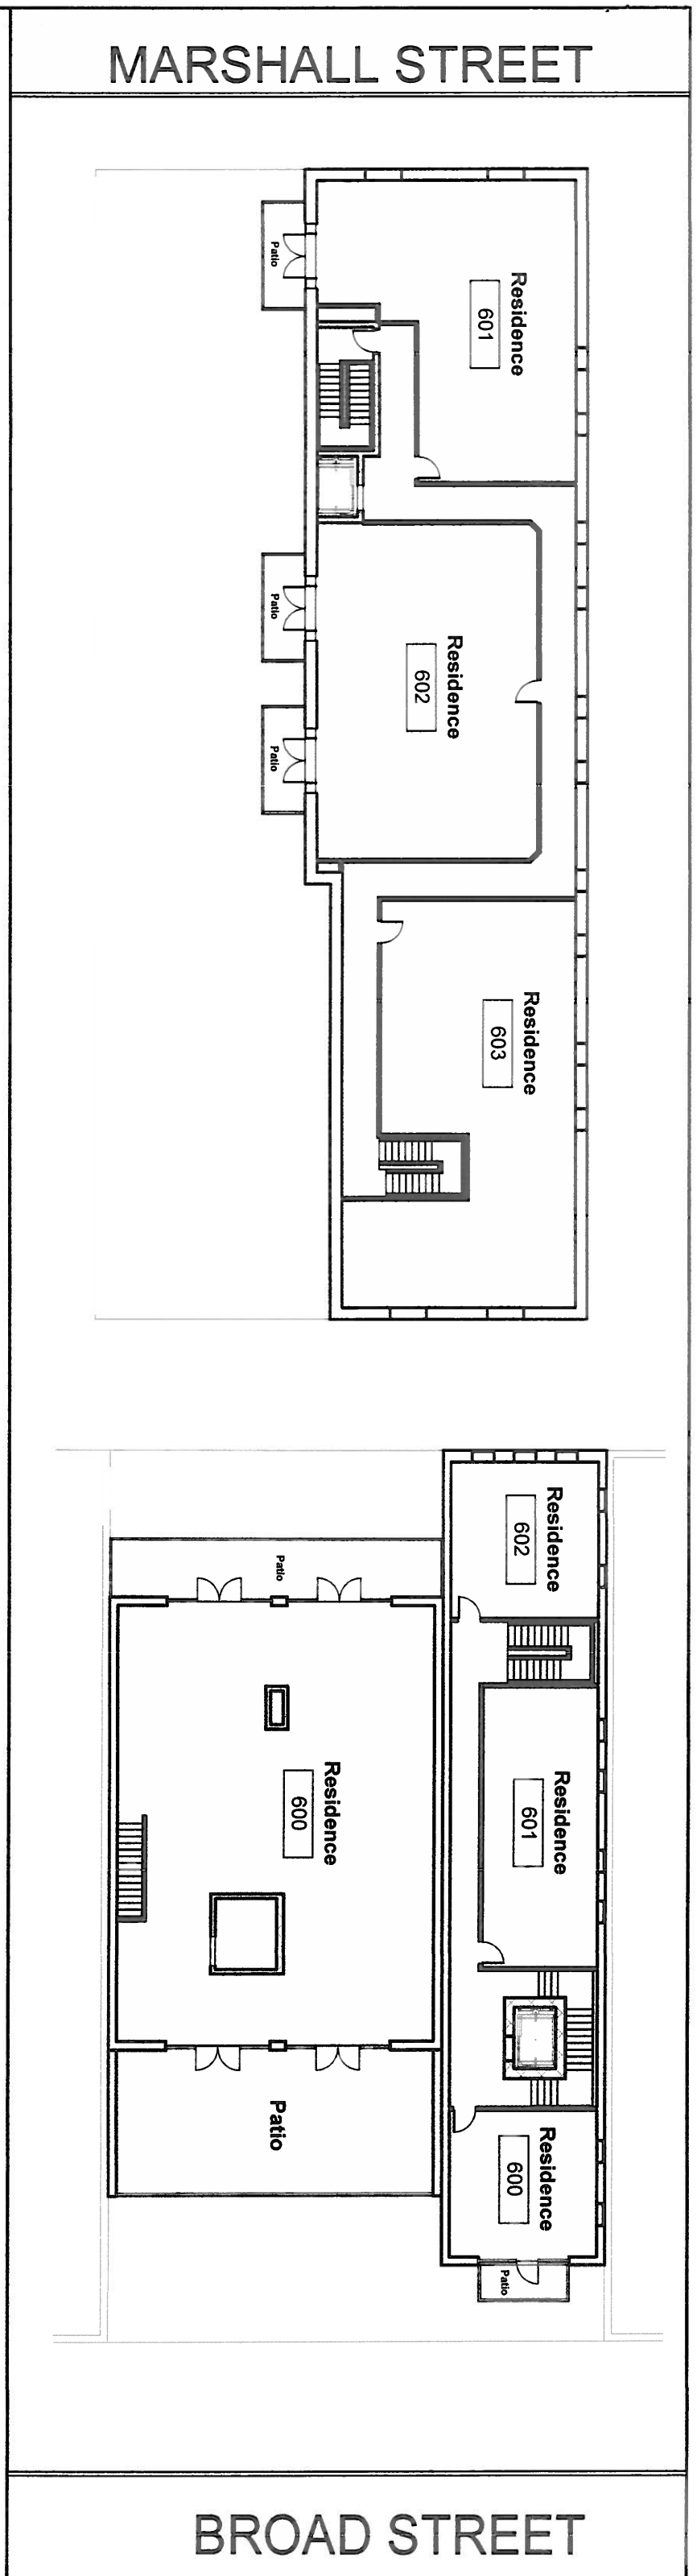 MARSHALL STREET
Residence
601
Patio
Residence
602
Patio
Patio
Residence
603
Residence
602
Patio
Residence
601
Residence
600
Patio
Residence
600
Patio
BROAD STREET